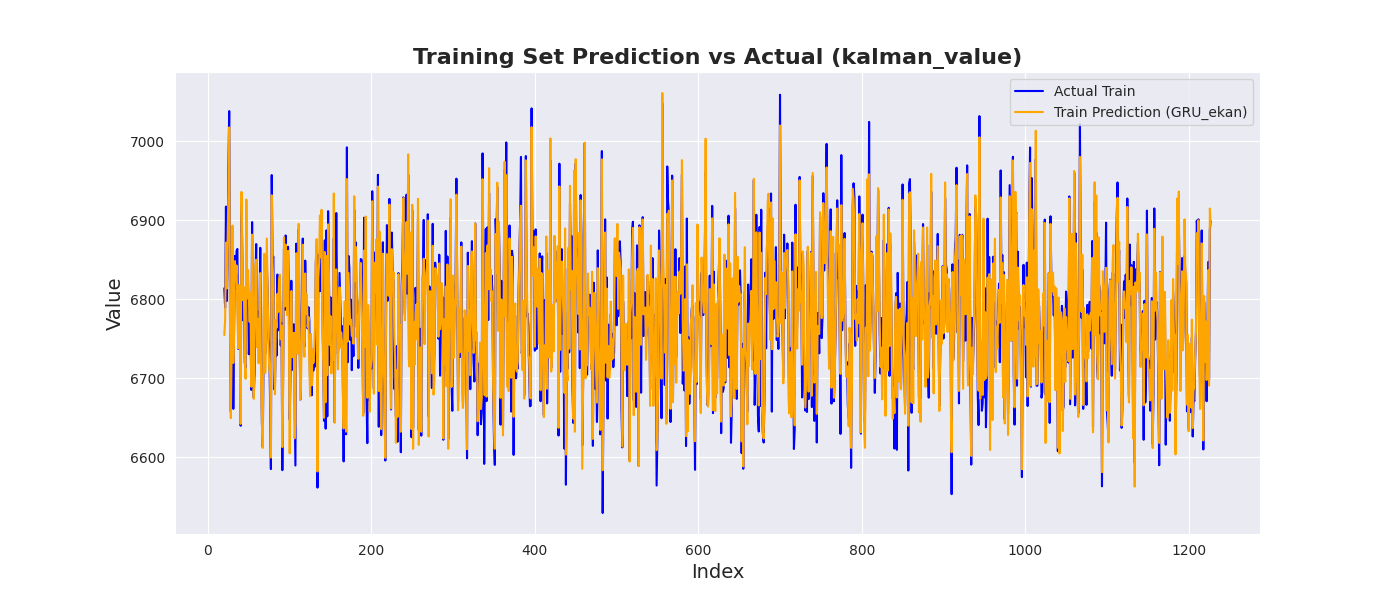 Training Set Prediction vs Actual (kalman_value)
Actual Train
Train Prediction (GRU_ekan)
7000
6900
6800
6700
6600
Value
0 200 400 600 800 1000 1200
Index